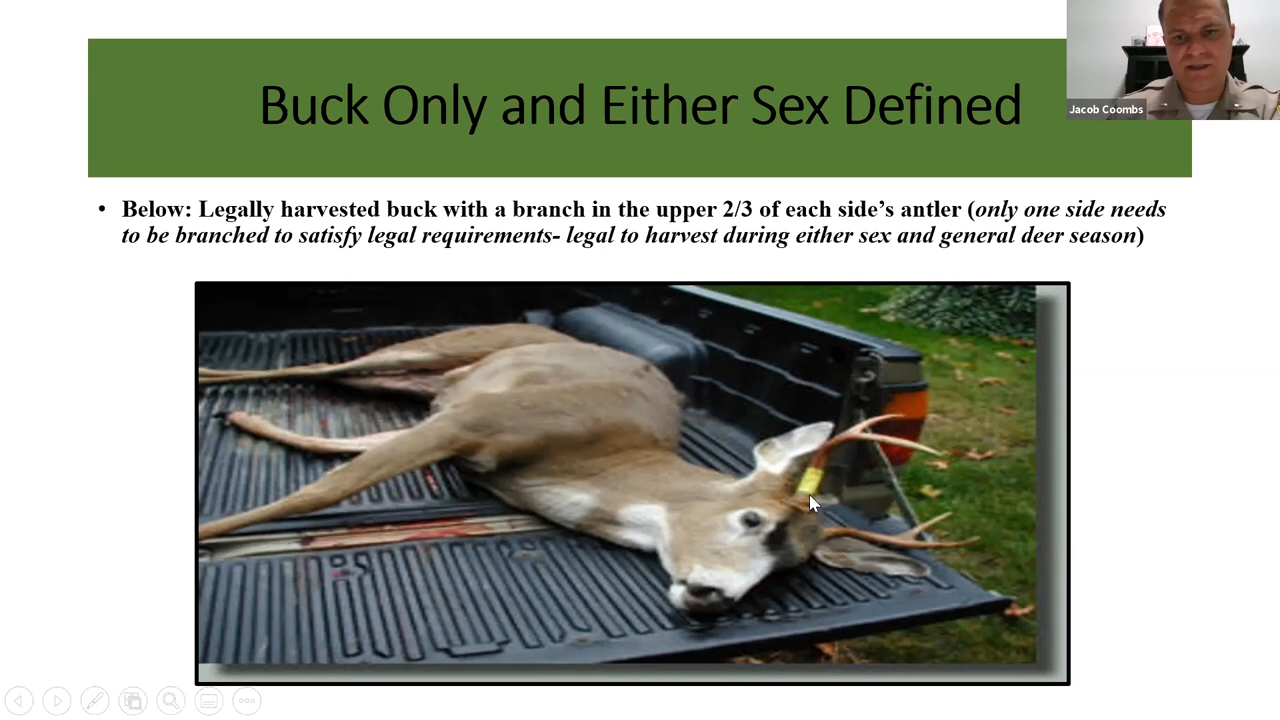 Buck Only and Either Sex Defined
Jacob Coombs
• Below: Legally harvested buck with a branch in the upper 2/3 of each side's antler (only one side needs
to be branched to satisfy legal requirements- legal to harvest during either sex and general deer season)